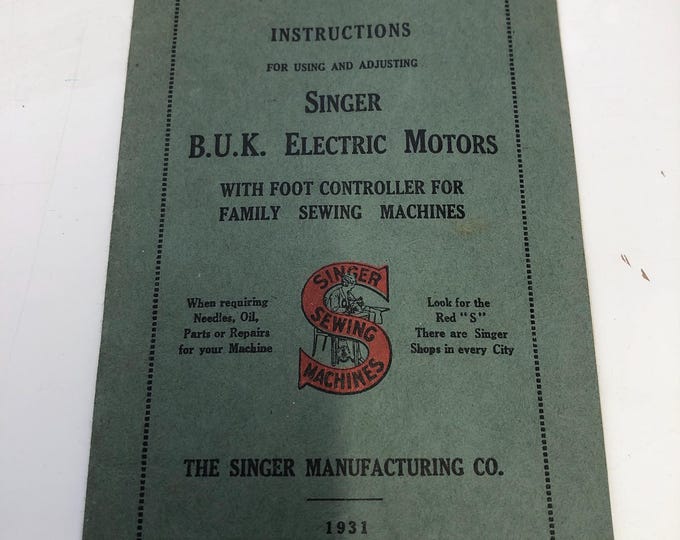 INSTRUCTIONS
FOR USING AND ADJUSTING
SINGER
B.U.K. ELECTRIC MOTORS
WITH FOOT CONTROLLER FOR
FAMILY SEWING MACHINES
When requiring
Needles, Oil,
Parts or Repairs
for your Machine
SINGER
SEWING
MACHINES
Look for the
Red "S"
There are Singer
Shops in every City
THE SINGER MANUFACTURING CO.
1931